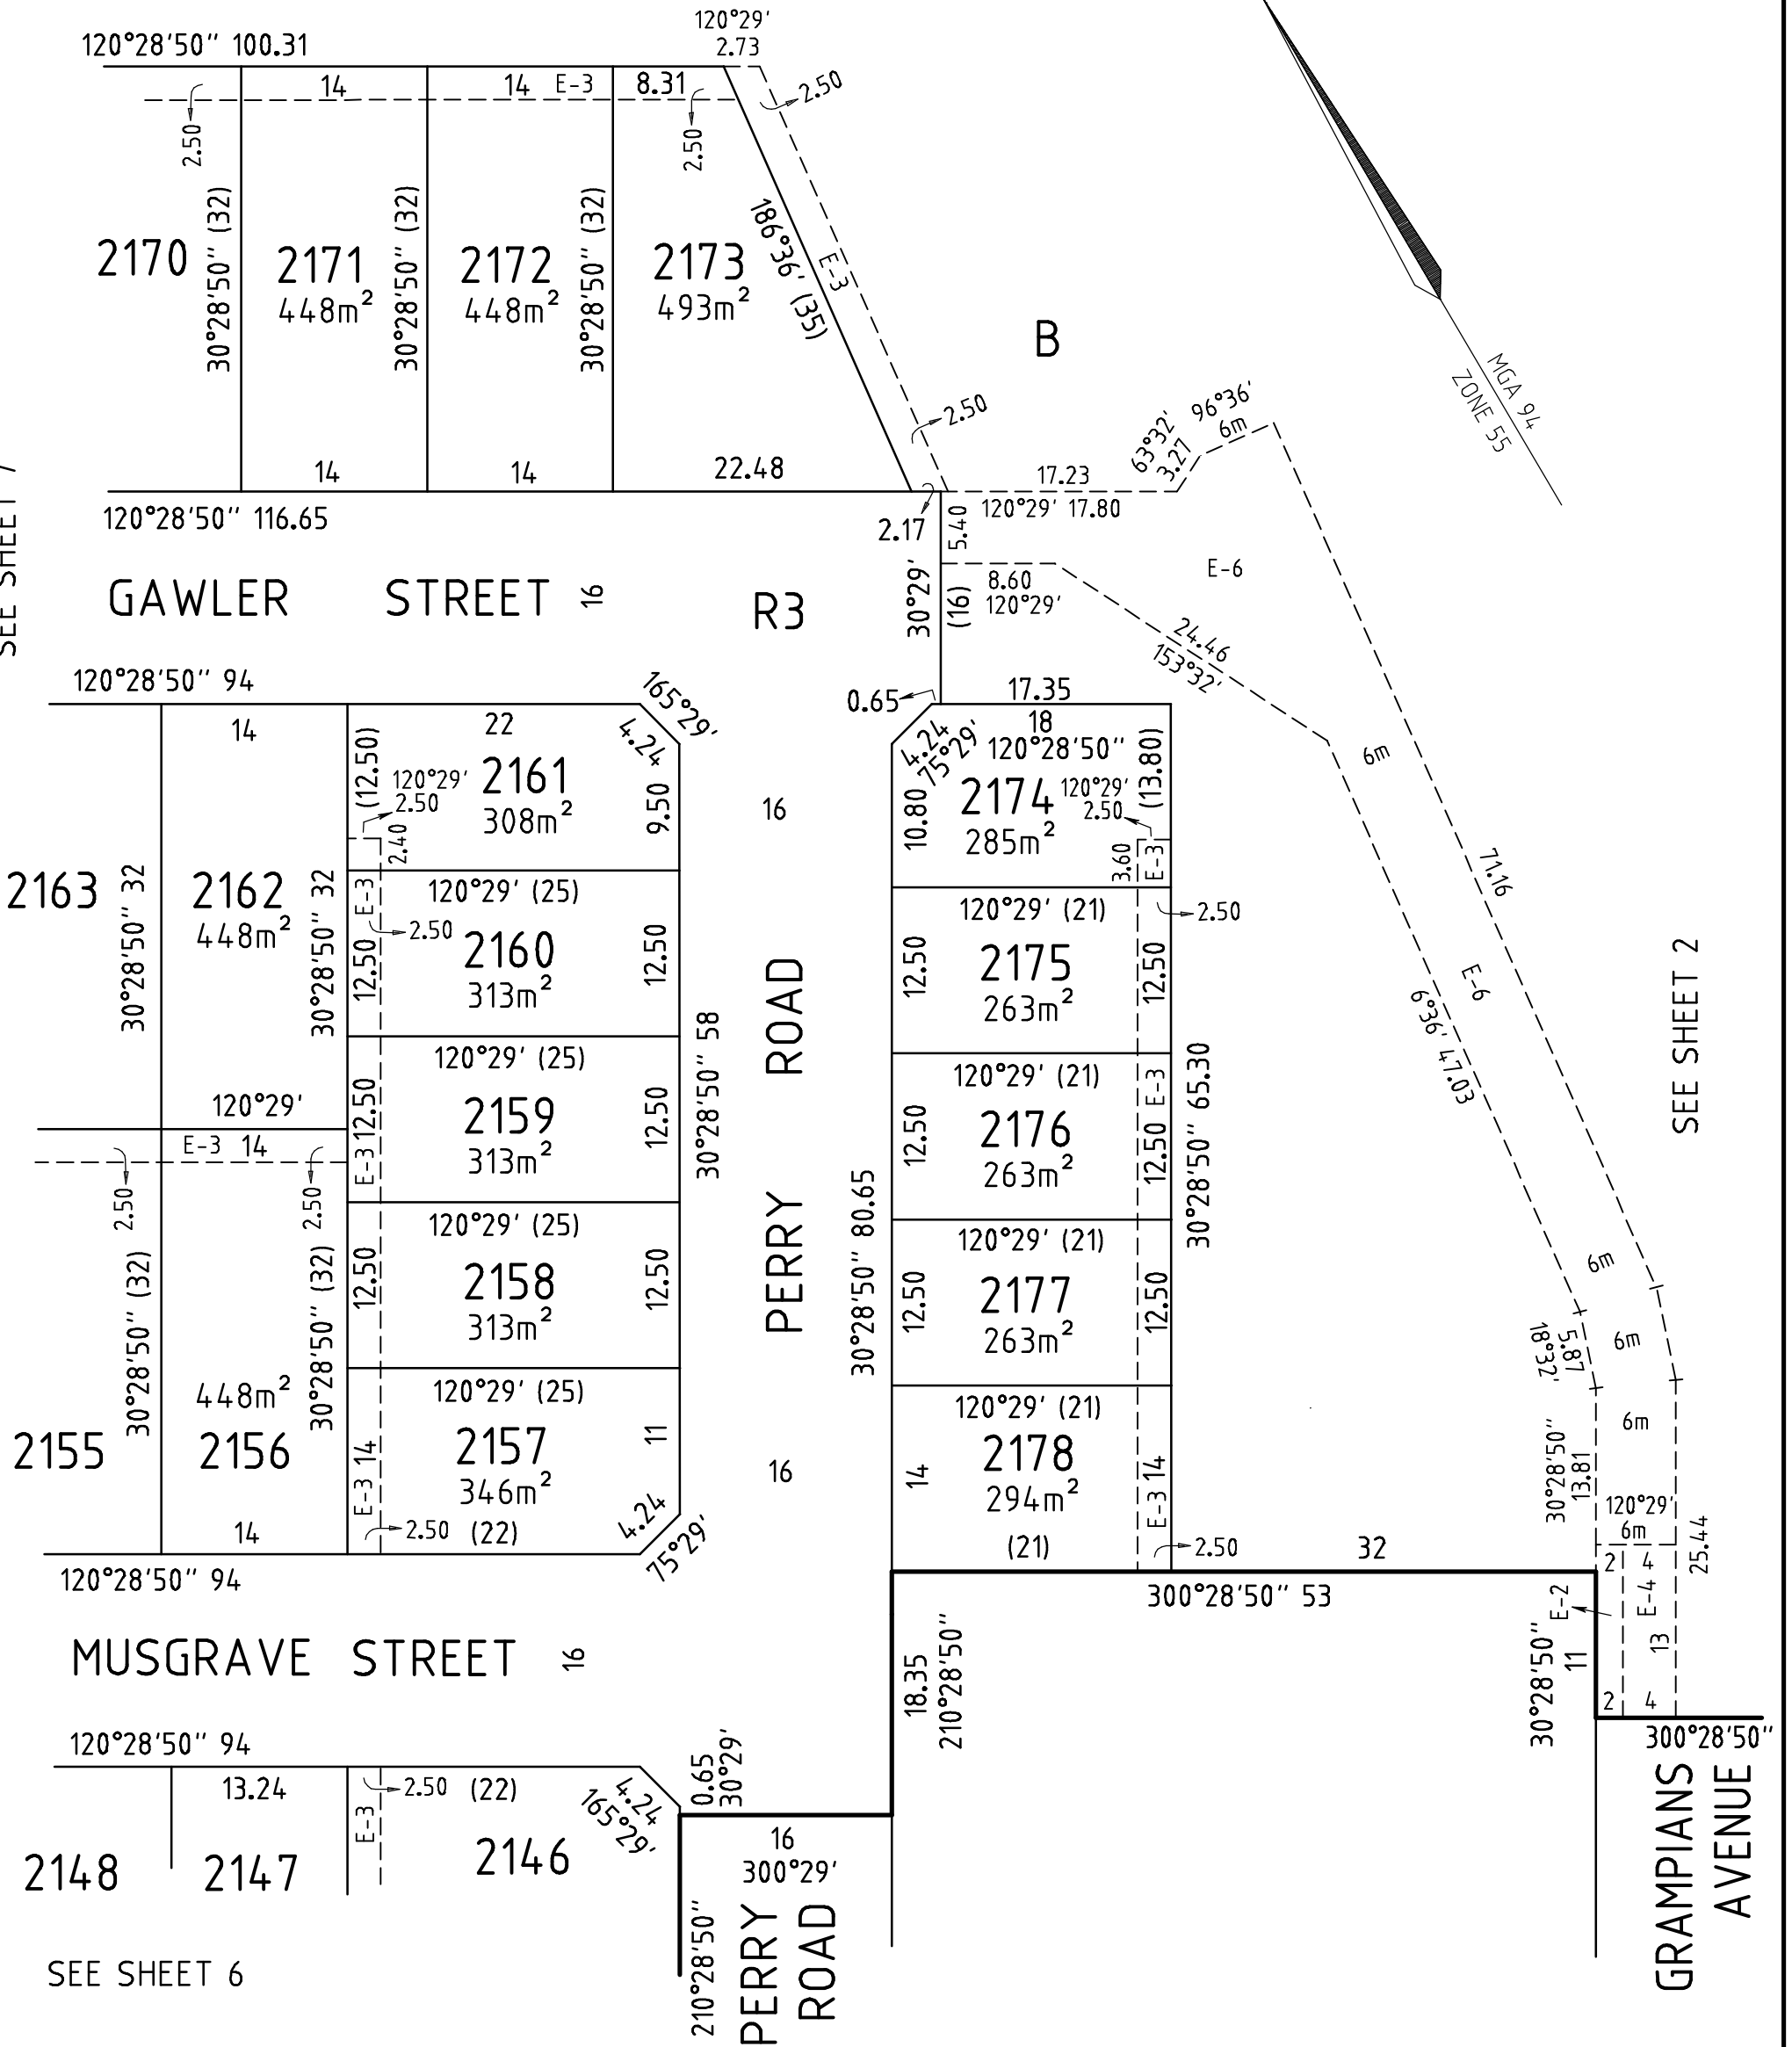 120°28'50" 100.31
120°29'
2.73
14
14
E-3
8.31
2.50
2.50
2.50
30°28'50" (32)
30°28'50" (32)
30°28'50" (32)
186°36' (35)
E-3
2170
2171
448m²
2172
448m²
2173
493m²
B
MGA 94
ZONE 55
2.50
14
14
22.48
120°28'50" 116.65
2.17
17.23
120°29' 17.80
63°32'
3.27
96°36'
6m
SEE SHEET 7
GAWLER STREET
16
R3
30°29'
(16)
5.40
8.60
120°29'
E-6
24.46
153°32'
120°28'50" 94
165°29'
4.24
0.65
17.35
14
22
(12.50)
120°29'
2.50
2.40
2161
308m²
9.50
16
4.24
75°29'
18
120°28'50"
2174
285m²
10.80
120°29'
2.50
(13.80)
3.60
E-3
6m
71.16
2163
30°28'50" 32
2162
448m²
30°28'50" 32
E-3
2.50
12.50
120°29' (25)
2160
313m²
12.50
120°29' (21)
2.50
12.50
2175
263m²
12.50
E-6
6°36' 47.03
SEE SHEET 2
120°29' (25)
2159
313m²
12.50
E-3 12.50
30°28'50" 58
PERRY ROAD
120°29' (21)
2176
263m²
12.50
12.50 E-3
30°28'50" 65.30
120°29'
E-3 14
2.50
2.50
30°28'50" (32)
30°28'50" (32)
120°29' (25)
2158
313m²
12.50
12.50
30°28'50" 80.65
120°29' (21)
2177
263m²
12.50
12.50
6m
6m
5.87
18°32'
2155
448m²
2156
14
120°29' (25)
2157
346m²
E-3 14
11
2.50 (22)
4.24
75°29'
16
120°29' (21)
2178
294m²
14
E-3 14
(21)
2.50
32
6m
30°28'50"
13.81
120°29'
6m
25.44
2 4
E-2
E-4
13
2 4
30°28'50"
11
120°28'50" 94
300°28'50" 53
MUSGRAVE STREET
16
18.35
210°28'50"
300°28'50"
GRAMPIANS
AVENUE
120°28'50" 94
13.24
2.50 (22)
E-3
4.24
165°29'
0.65
30°29'
2148
2147
2146
16
300°29'
210°28'50"
PERRY
ROAD
SEE SHEET 6